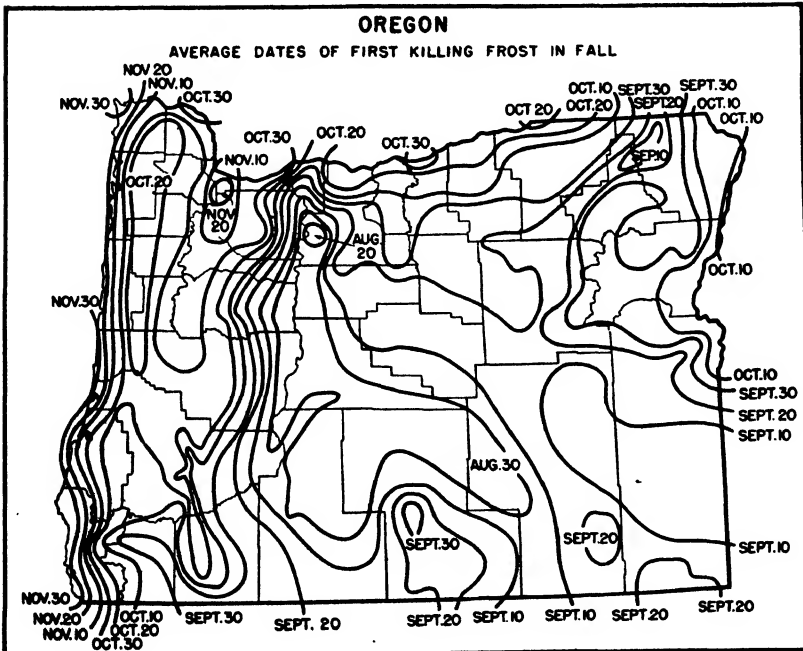 OREGON
AVERAGE DATES OF FIRST KILLING FROST IN FALL
NOV. 20
NOV. 10
NOV. 30
OCT. 30
OCT. 10
SEPT. 30
SEPT. 30
OCT. 20
OCT. 20
SEPT. 20
OCT. 10
OCT. 10
OCT. 30
OCT. 20
OCT. 30
NOV. 10
SEP. 10
OCT. 20
NOV. 20
AUG. 20
OCT. 10
NOV. 30
OCT. 10
SEPT. 30
SEPT. 20
SEPT. 10
AUG. 30
SEPT. 30
SEPT. 20
SEPT. 10
NOV. 30
NOV. 20
NOV. 10
OCT. 30
OCT. 20
OCT. 10
SEPT. 30
SEPT. 20
SEPT. 20
SEPT. 10
SEPT. 10
SEPT. 20
SEPT. 20